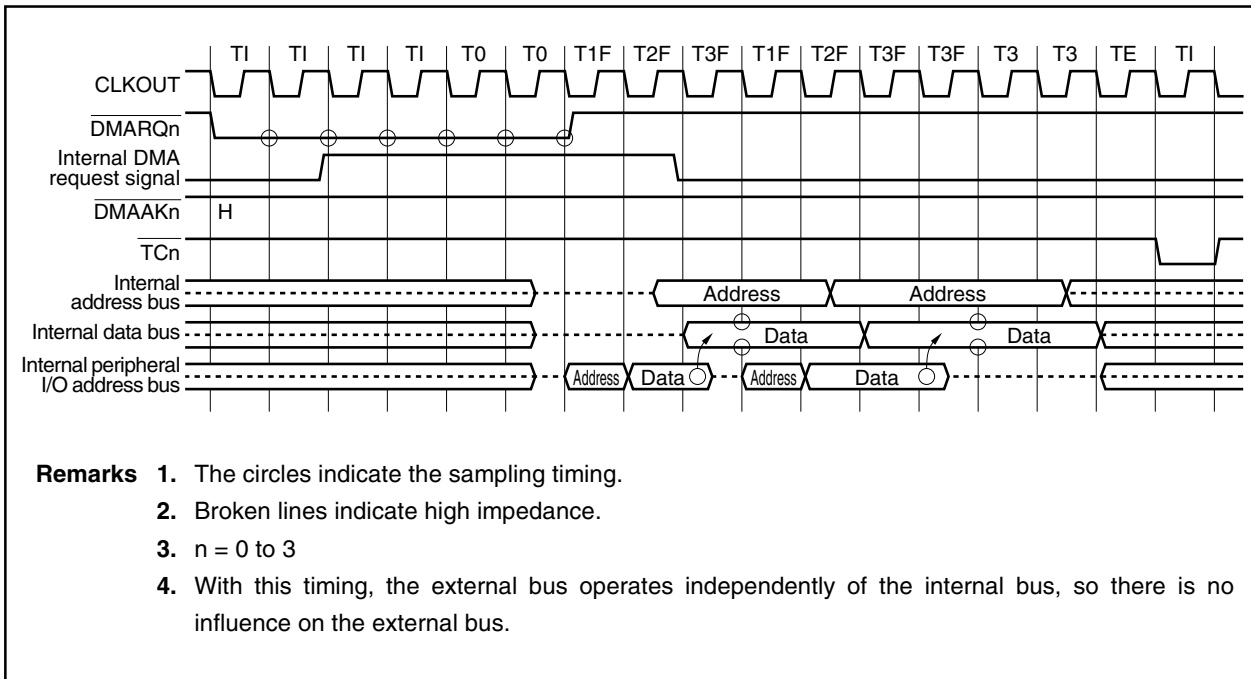 TI TI TI TI T0 T0 T1F T2F T3F T1F T2F T3F T3F T3 T3 TE TI
CLKOUT
DMARQn
Internal DMA
request signal
DMAAKn H
TCn
Internal
address bus Address Address
Internal data bus Data Data
Internal peripheral
I/O address bus Address Data Address Data
Remarks 1. The circles indicate the sampling timing.
2. Broken lines indicate high impedance.
3. n = 0 to 3
4. With this timing, the external bus operates independently of the internal bus, so there is no
influence on the external bus.